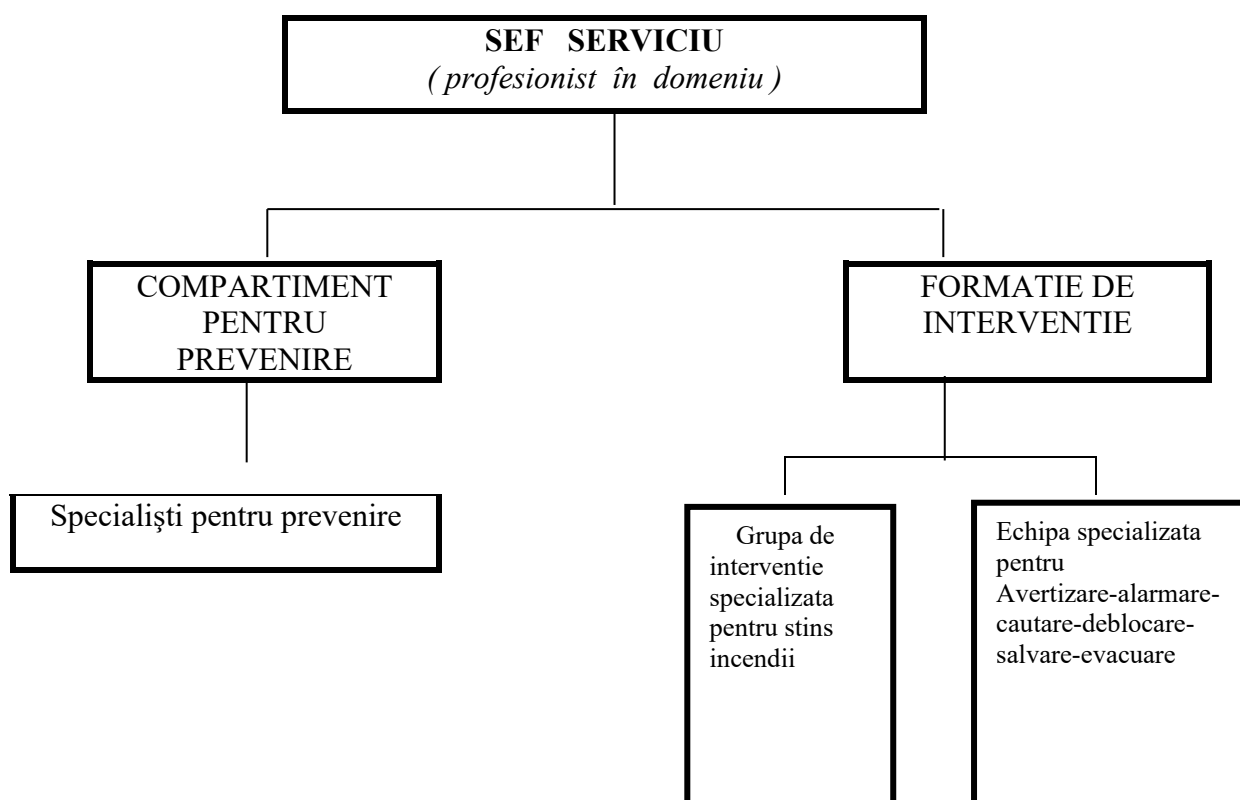 SEF SERVICIU
( profesionist în domeniu )
COMPARTIMENT
PENTRU
PREVENIRE
FORMATIE DE
INTERVENTIE
Specialişti pentru prevenire
Grupa de
interventie
specializata
pentru stins
incendii
Echipa specializata
pentru
Avertizare-alarmare-
cautare-deblocare-
salvare-evacuare